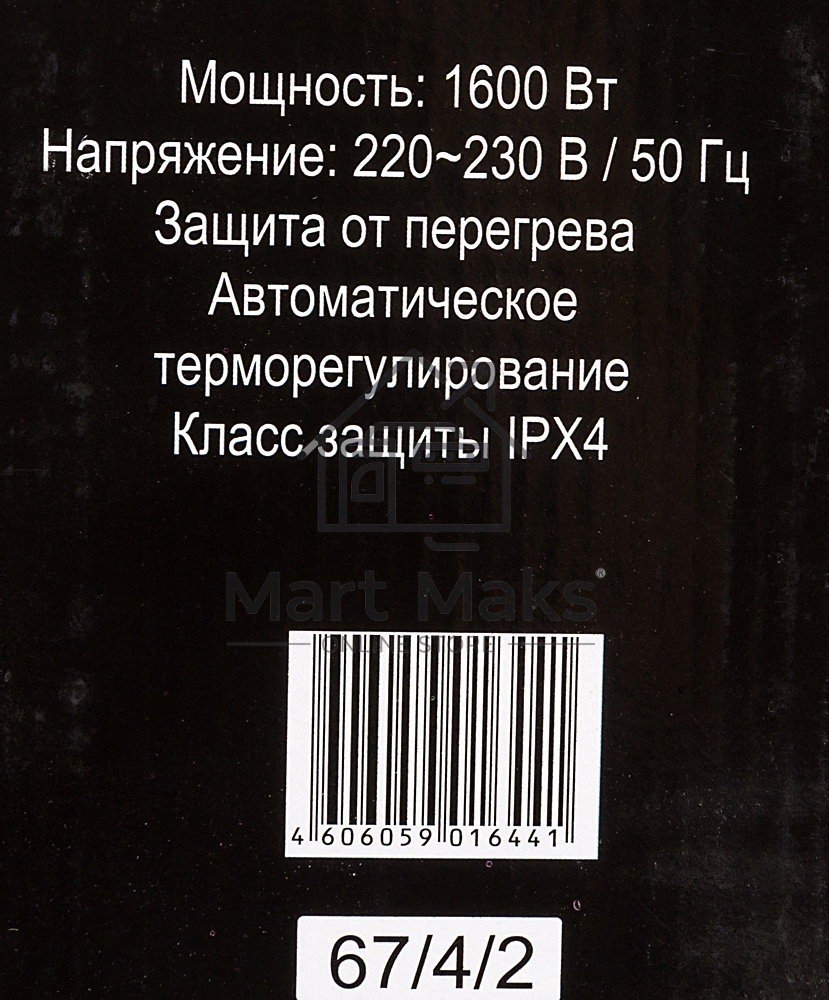 Мощность: 1600 Вт
Напряжение: 220~230 В / 50 Гц
Защита от перегрева
Автоматическое
терморегулирование
Класс защиты IPX4
Mart Maks®
ONLINE STORE
4 606059 016441
67/4/2